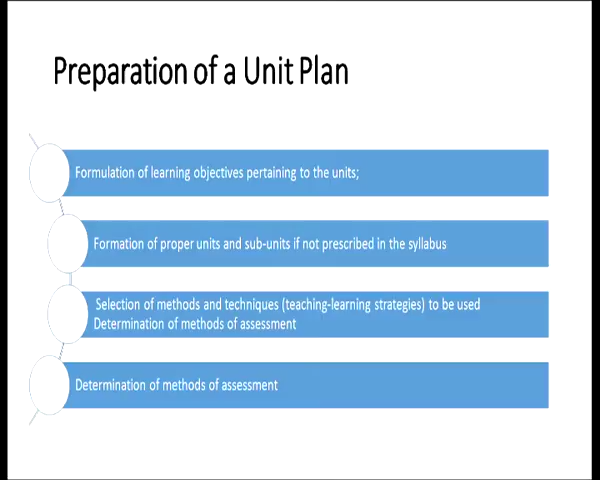 Preparation of a Unit Plan
Formulation of learning objectives pertaining to the units;
Formation of proper units and sub-units if not prescribed in the syllabus
Selection of methods and techniques (teaching-learning strategies) to be used
Determination of methods of assessment
Determination of methods of assessment